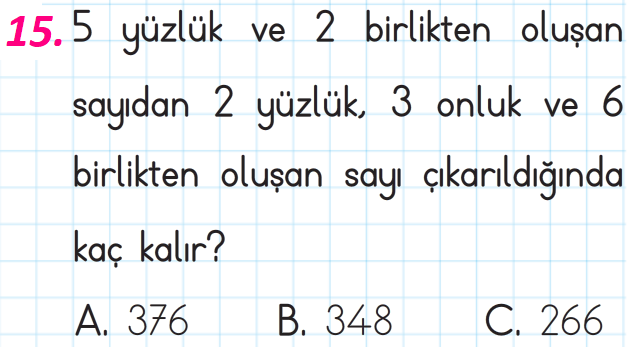 15. 5 yüzlük ve 2 birlikten oluşan
sayıdan 2 yüzlük, 3 onluk ve 6
birlikten oluşan sayı çıkarıldığında
kaç kalır?
A. 376 B. 348 C. 266